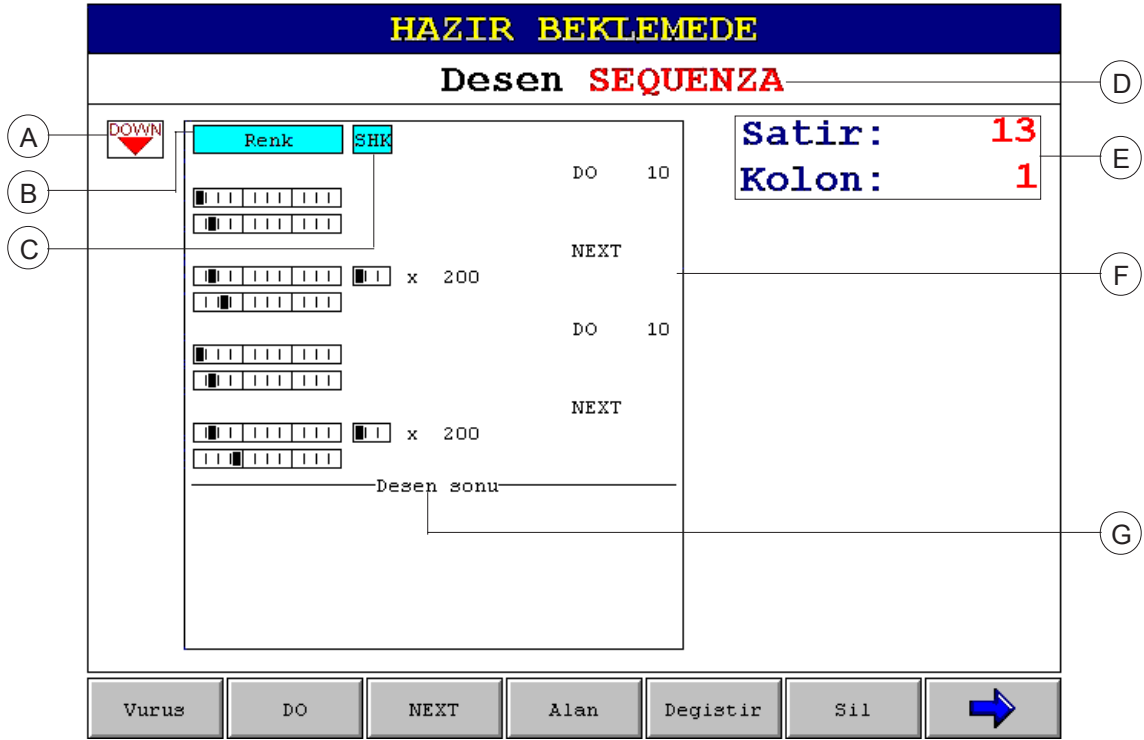 HAZIR BEKLEMEDE
Desen SEQUENZA
D
A
DOWN
Renk SHK
Satir: 13
E
B
DO 10
Kolon: 1
C
NEXT
x 200
F
DO 10
NEXT
x 200
Desen sonu
G
Vurus DO NEXT Alan Degistir Sil